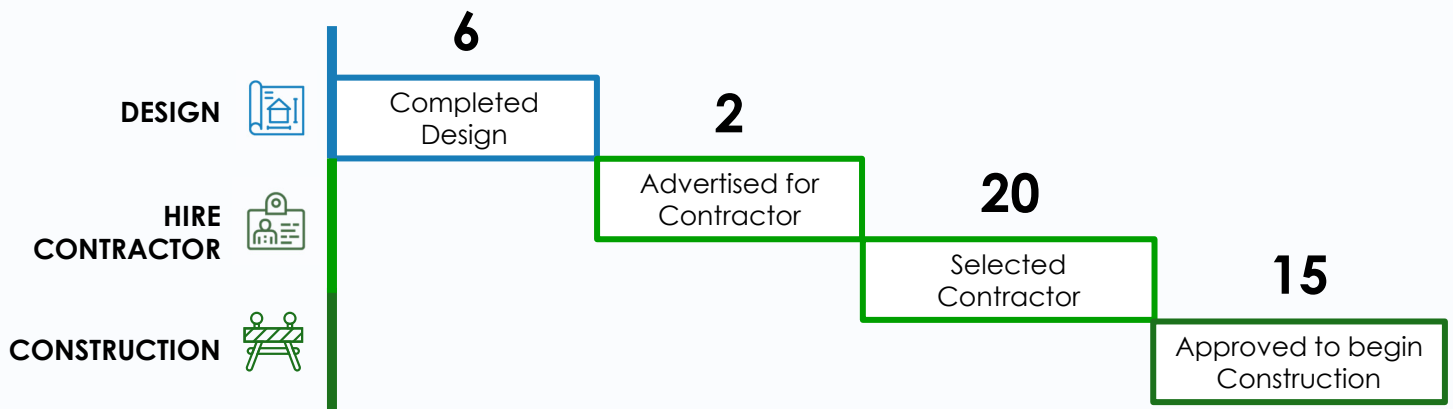 6
DESIGN
Completed
Design
2
HIRE
CONTRACTOR
Advertised for
Contractor
20
Selected
Contractor
15
CONSTRUCTION
Approved to begin
Construction